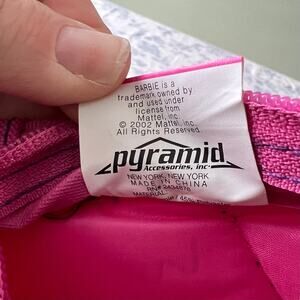 BARBIE is a
trademark owned by
and used under
license from
Mattel, Inc.
© 2002 Mattel, Inc.
All Rights Reserved
pyramid
Accessories, Inc.
NEW YORK, NEW YORK
MADE IN CHINA
MATERIAL